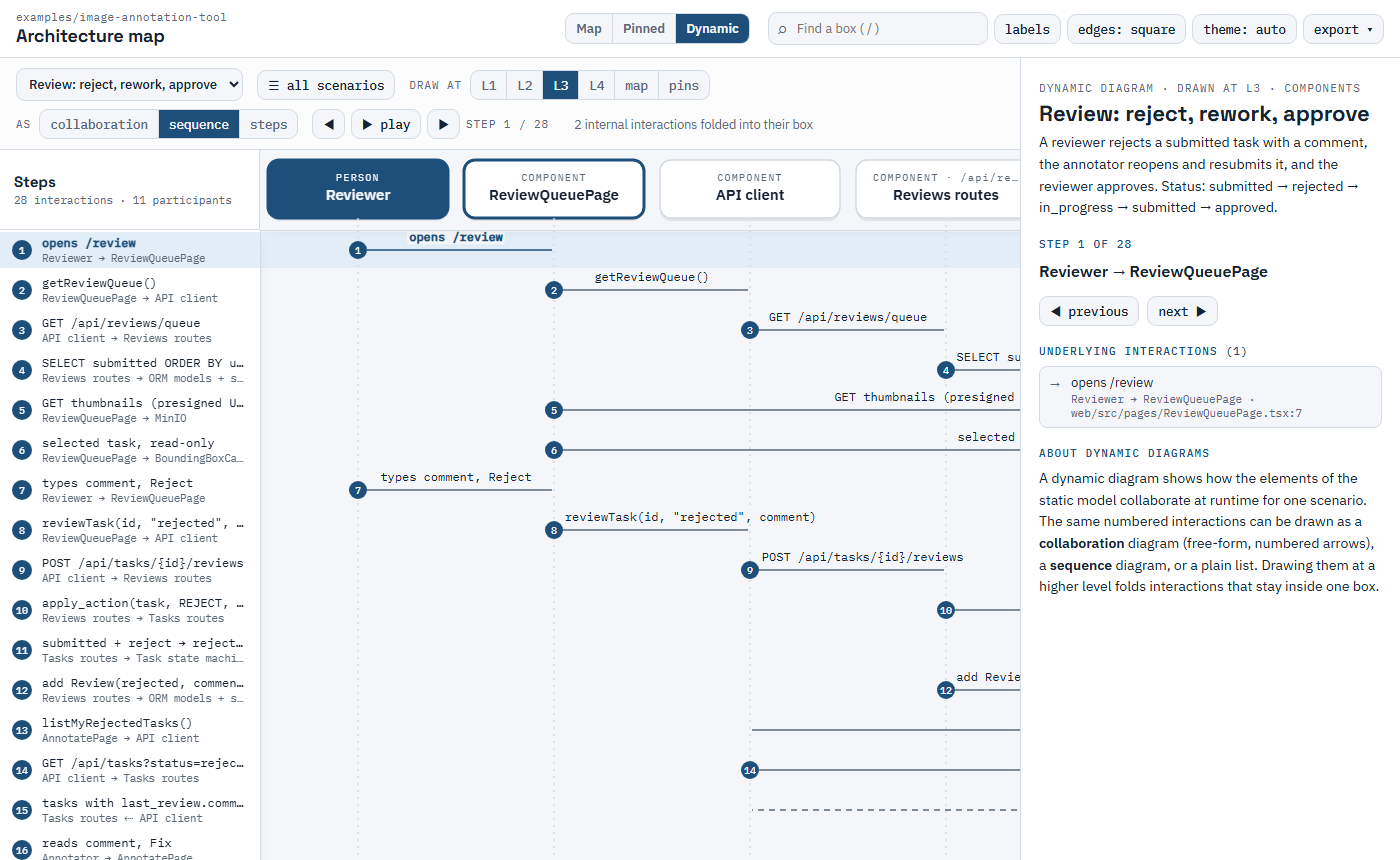 examples/image-annotation-tool
Architecture map
Map
Pinned
Dynamic
⌕ Find a box ( / )
labels
edges: square
theme: auto
export ▾
Review: reject, rework, approve
☰ all scenarios
DRAW AT
L1
L2
L3
L4
map
pins
AS
collaboration
sequence
steps
◀
▶ play
▶
STEP 1 / 28
2 internal interactions folded into their box
Steps
28 interactions · 11 participants
PERSON
Reviewer
COMPONENT
ReviewQueuePage
COMPONENT
API client
COMPONENT · /api/re…
Reviews routes
1
opens /review
Reviewer → ReviewQueuePage
2
getReviewQueue()
ReviewQueuePage → API client
3
GET /api/reviews/queue
API client → Reviews routes
4
SELECT submitted ORDER BY u…
Reviews routes → ORM models + s…
5
GET thumbnails (presigned U…
ReviewQueuePage → MinIO
6
selected task, read-only
ReviewQueuePage → BoundingBoxCa…
7
types comment, Reject
Reviewer → ReviewQueuePage
8
reviewTask(id, "rejected", …
ReviewQueuePage → API client
9
POST /api/tasks/{id}/reviews
API client → Reviews routes
10
apply_action(task, REJECT, …
Reviews routes → Tasks routes
11
submitted + reject → reject…
Tasks routes → Task state machi…
12
add Review(rejected, commen…
Reviews routes → ORM models + s…
13
listMyRejectedTasks()
AnnotatePage → API client
14
GET /api/tasks?status=rejec…
API client → Tasks routes
15
tasks with last_review.comm…
Tasks routes ⇠ API client
16
reads comment, Fix
Annotator → AnnotatePage
opens /review
1
getReviewQueue()
2
GET /api/reviews/queue
3
SELECT su
4
GET thumbnails (presigned
5
selected
6
types comment, Reject
7
reviewTask(id, "rejected", comment)
8
POST /api/tasks/{id}/reviews
9
10
add Revie
12
14
DYNAMIC DIAGRAM · DRAWN AT L3 · COMPONENTS
Review: reject, rework, approve
A reviewer rejects a submitted task with a comment,
the annotator reopens and resubmits it, and the
reviewer approves. Status: submitted → rejected →
in_progress → submitted → approved.
STEP 1 OF 28
Reviewer → ReviewQueuePage
◀ previous
next ▶
UNDERLYING INTERACTIONS (1)
→ opens /review
Reviewer → ReviewQueuePage ·
web/src/pages/ReviewQueuePage.tsx:7
ABOUT DYNAMIC DIAGRAMS
A dynamic diagram shows how the elements of the
static model collaborate at runtime for one scenario.
The same numbered interactions can be drawn as a
collaboration diagram (free-form, numbered arrows),
a sequence diagram, or a plain list. Drawing them at a
higher level folds interactions that stay inside one box.